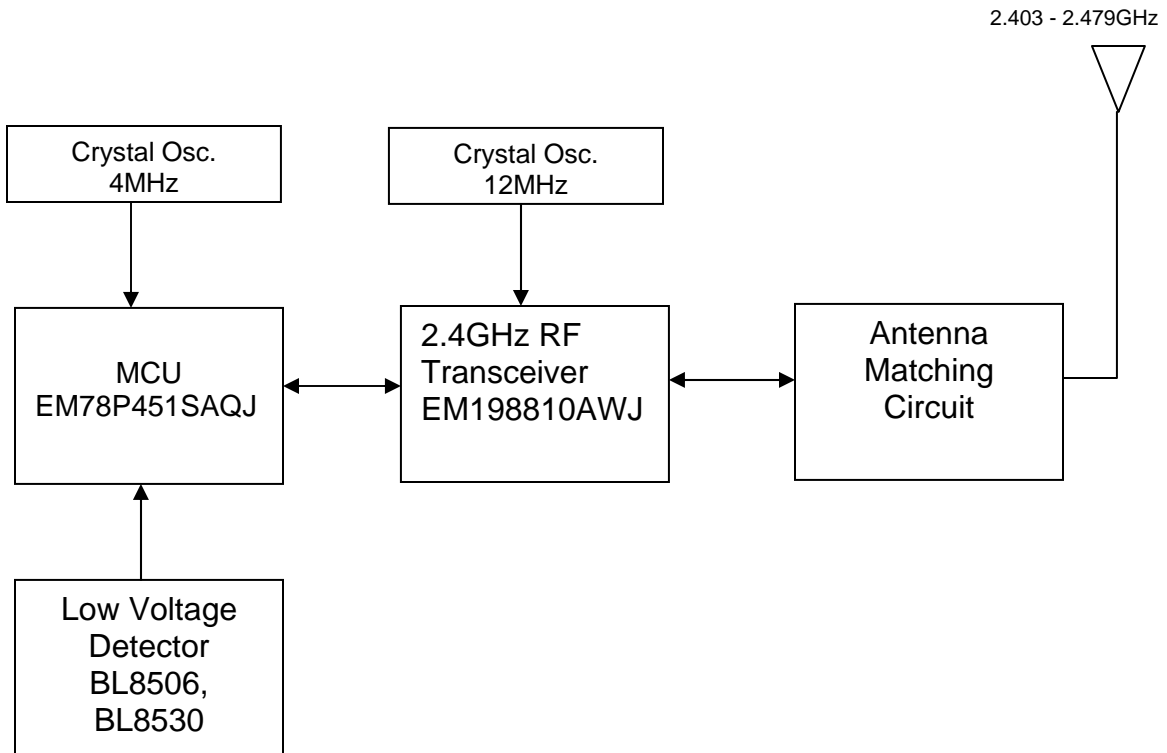 2.403 - 2.479GHz
Crystal Osc.
4MHz
Crystal Osc.
12MHz
MCU
EM78P451SAQJ
2.4GHz RF
Transceiver
EM198810AWJ
Antenna
Matching
Circuit
Low Voltage
Detector
BL8506,
BL8530